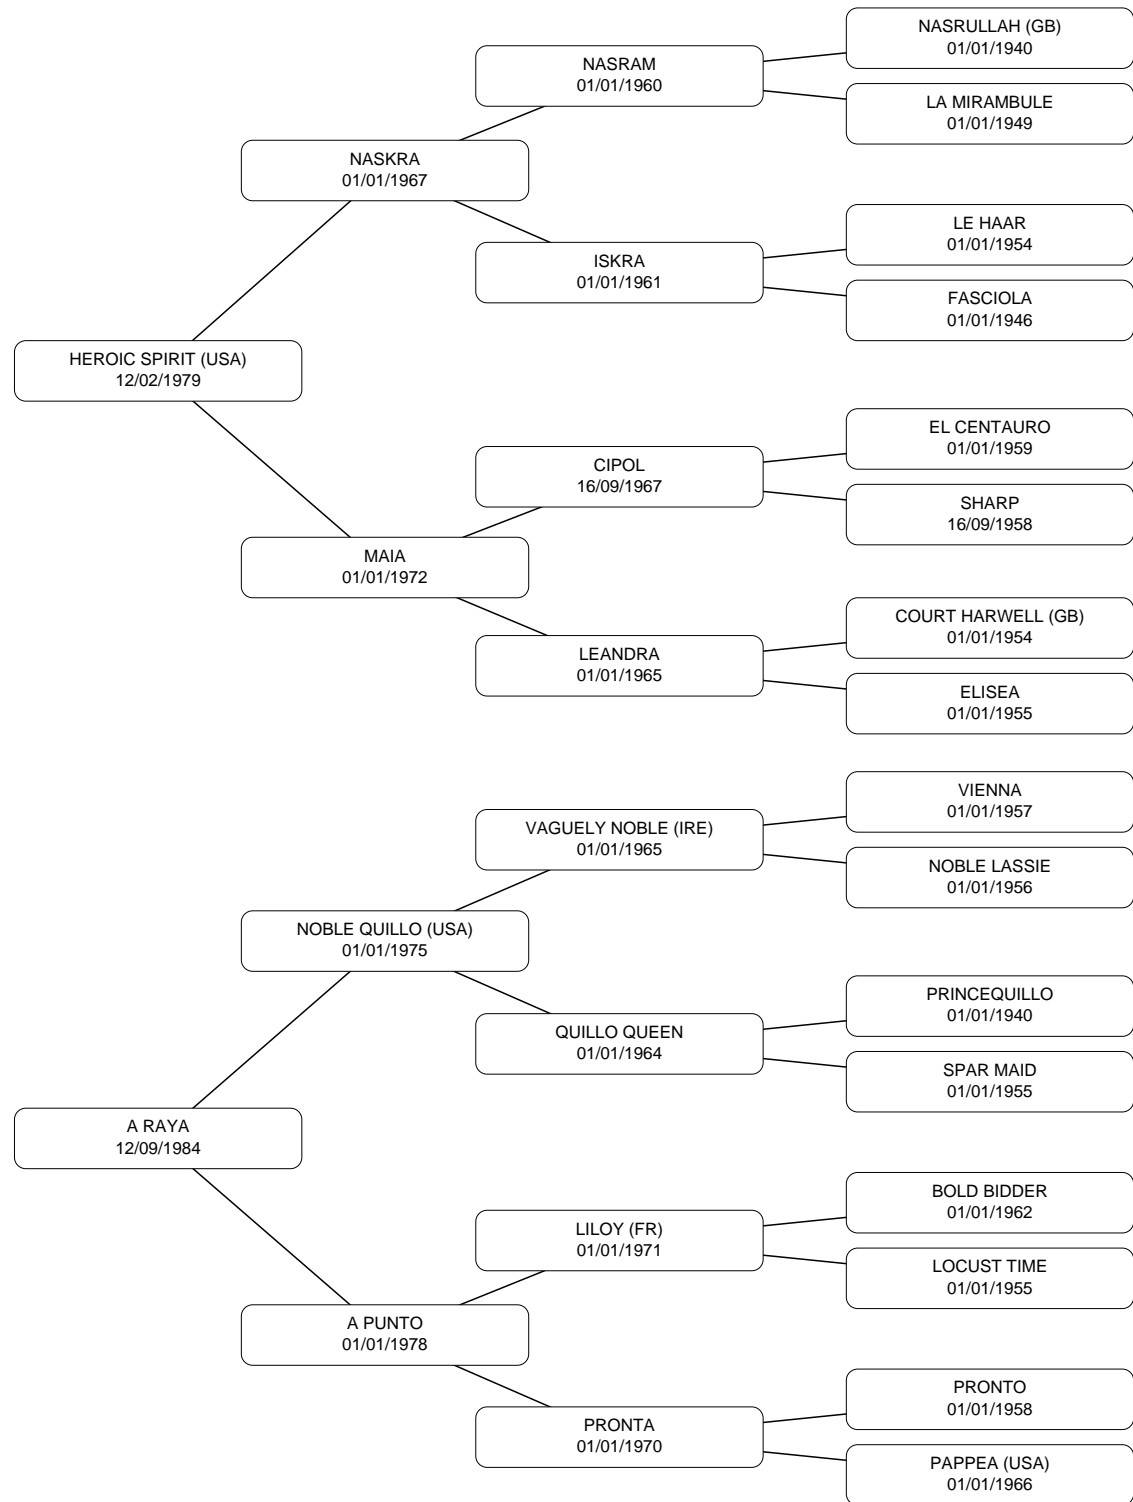 NASRULLAH (GB)
01/01/1940
NASRAM
01/01/1960
LA MIRAMBULE
01/01/1949
NASKRA
01/01/1967
LE HAAR
01/01/1954
ISKRA
01/01/1961
FASCIOLA
01/01/1946
HEROIC SPIRIT (USA)
12/02/1979
EL CENTAURO
01/01/1959
CIPOL
16/09/1967
SHARP
16/09/1958
MAIA
01/01/1972
COURT HARWELL (GB)
01/01/1954
LEANDRA
01/01/1965
ELISEA
01/01/1955
VIENNA
01/01/1957
VAGUELY NOBLE (IRE)
01/01/1965
NOBLE LASSIE
01/01/1956
NOBLE QUILLO (USA)
01/01/1975
PRINCEQUILLO
01/01/1940
QUILLO QUEEN
01/01/1964
SPAR MAID
01/01/1955
A RAYA
12/09/1984
BOLD BIDDER
01/01/1962
LILOY (FR)
01/01/1971
LOCUST TIME
01/01/1955
A PUNTO
01/01/1978
PRONTO
01/01/1958
PRONTA
01/01/1970
PAPPEA (USA)
01/01/1966